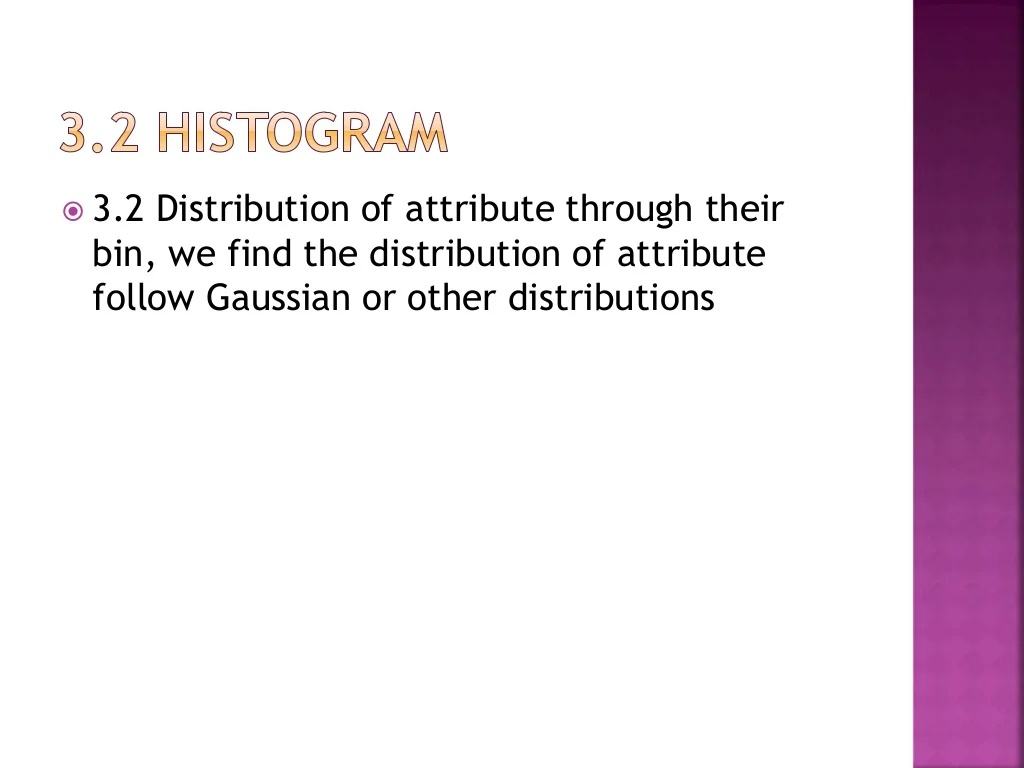 3.2 HISTOGRAM
3.2 Distribution of attribute through their
bin, we find the distribution of attribute
follow Gaussian or other distributions